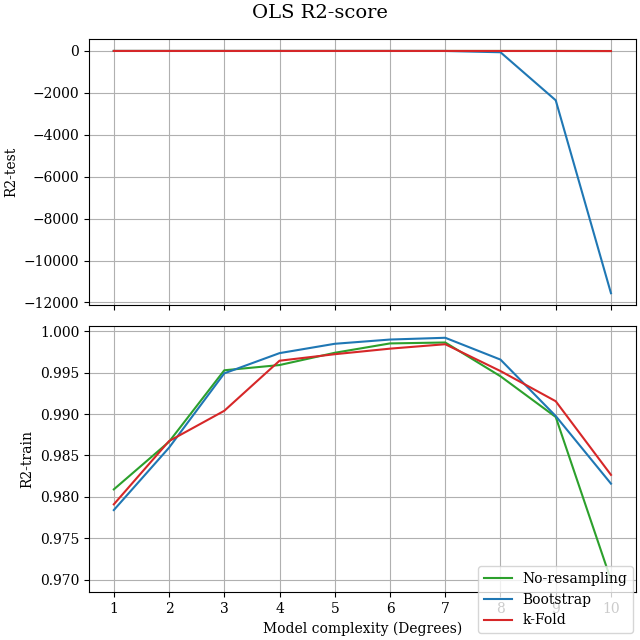 OLS R2-score
0
−2000
−4000
−6000
−8000
−10000
−12000
R2-test
1.000
0.995
0.990
0.985
0.980
0.975
0.970
R2-train
1 2 3 4 5 6 7 8 9 10
Model complexity (Degrees)
No-resampling
Bootstrap
k-Fold